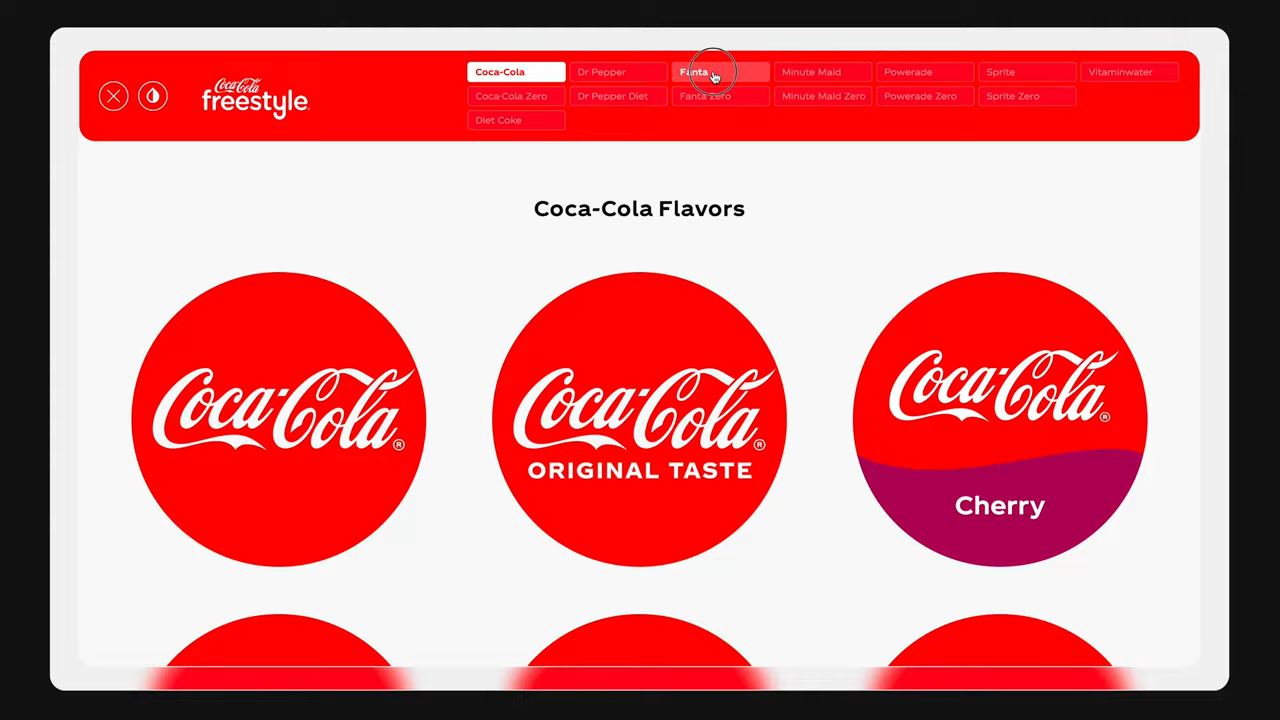 Coca-Cola
freestyle
Coca-Cola
Dr Pepper
Fanta
Minute Maid
Powerade
Sprite
Vitaminwater
Coca-Cola Zero
Dr Pepper Diet
Fanta Zero
Minute Maid Zero
Powerade Zero
Sprite Zero
Diet Coke
Coca-Cola Flavors
Coca-Cola®
Coca-Cola®
ORIGINAL TASTE
Coca-Cola®
Cherry